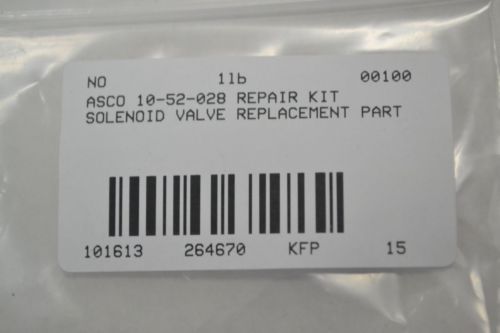 NO 1lb 00100
ASCO 10-52-028 REPAIR KIT
SOLENOID VALVE REPLACEMENT PART
101613 264670 KFP 15